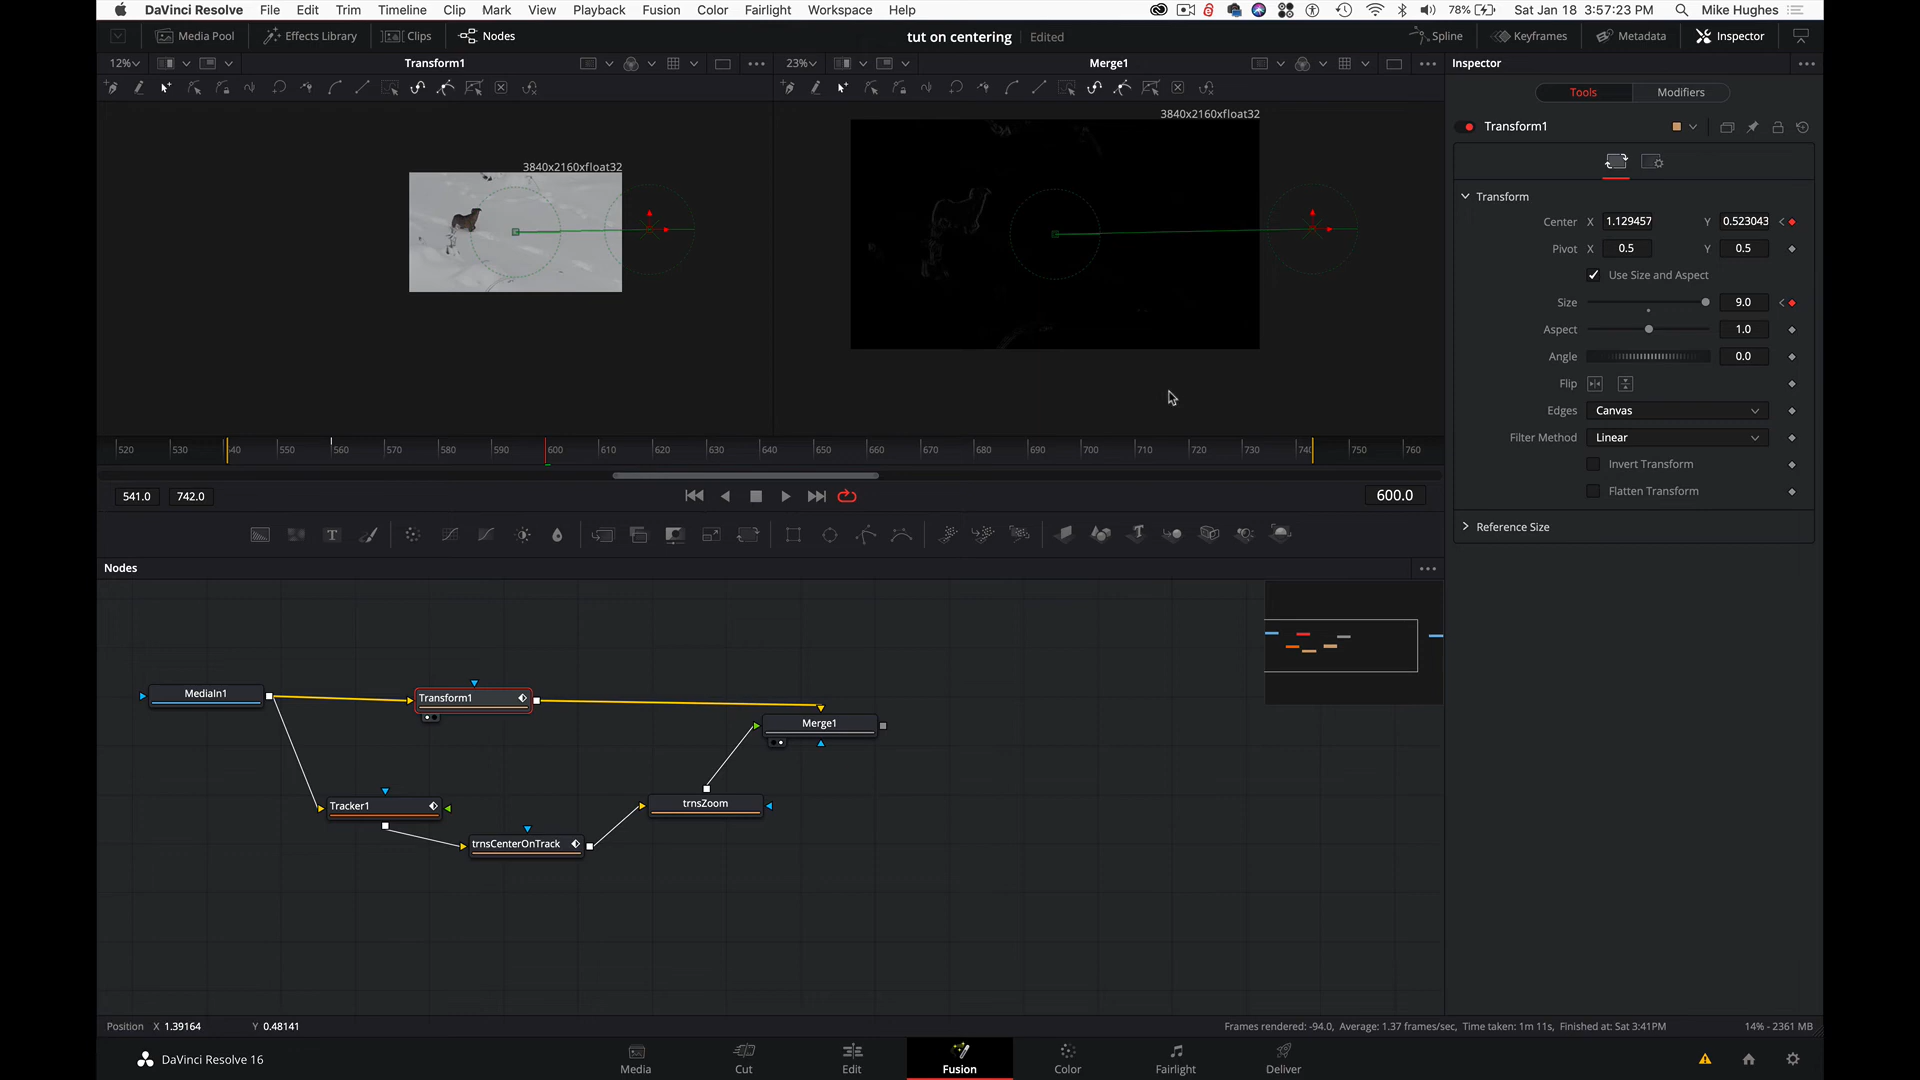 DaVinci Resolve File Edit Trim Timeline Clip Mark View Playback Fusion Color Fairlight Workspace Help 78% Sat Jan 18 3:57:23 PM Mike Hughes
Media Pool Effects Library Clips Nodes tut on centering Edited Spline Keyframes Metadata Inspector
12% Transform1 23% Merge1 Inspector
Tools Modifiers
3840x2160xfloat32
3840x2160xfloat32
Transform1
Transform
Center X 1.129457 Y 0.523043
Pivot X 0.5 Y 0.5
Use Size and Aspect
Size 9.0
Aspect 1.0
Angle 0.0
Flip
Edges Canvas
Filter Method Linear
Invert Transform
Flatten Transform
Reference Size
520 530 550 560 570 580 590 600 610 620 630 640 650 660 670 680 690 700 710 720 730 750 760
541.0 742.0 600.0
Nodes
MediaIn1
Transform1
Merge1
Tracker1
trnsZoom
trnsCenterOnTrack
Position X 1.39164 Y 0.48141 Frames rendered: -94.0, Average: 1.37 frames/sec, Time taken: 1m 11s, Finished at: Sat 3:41PM 14% - 2361 MB
DaVinci Resolve 16
Media Cut Edit Fusion Color Fairlight Deliver